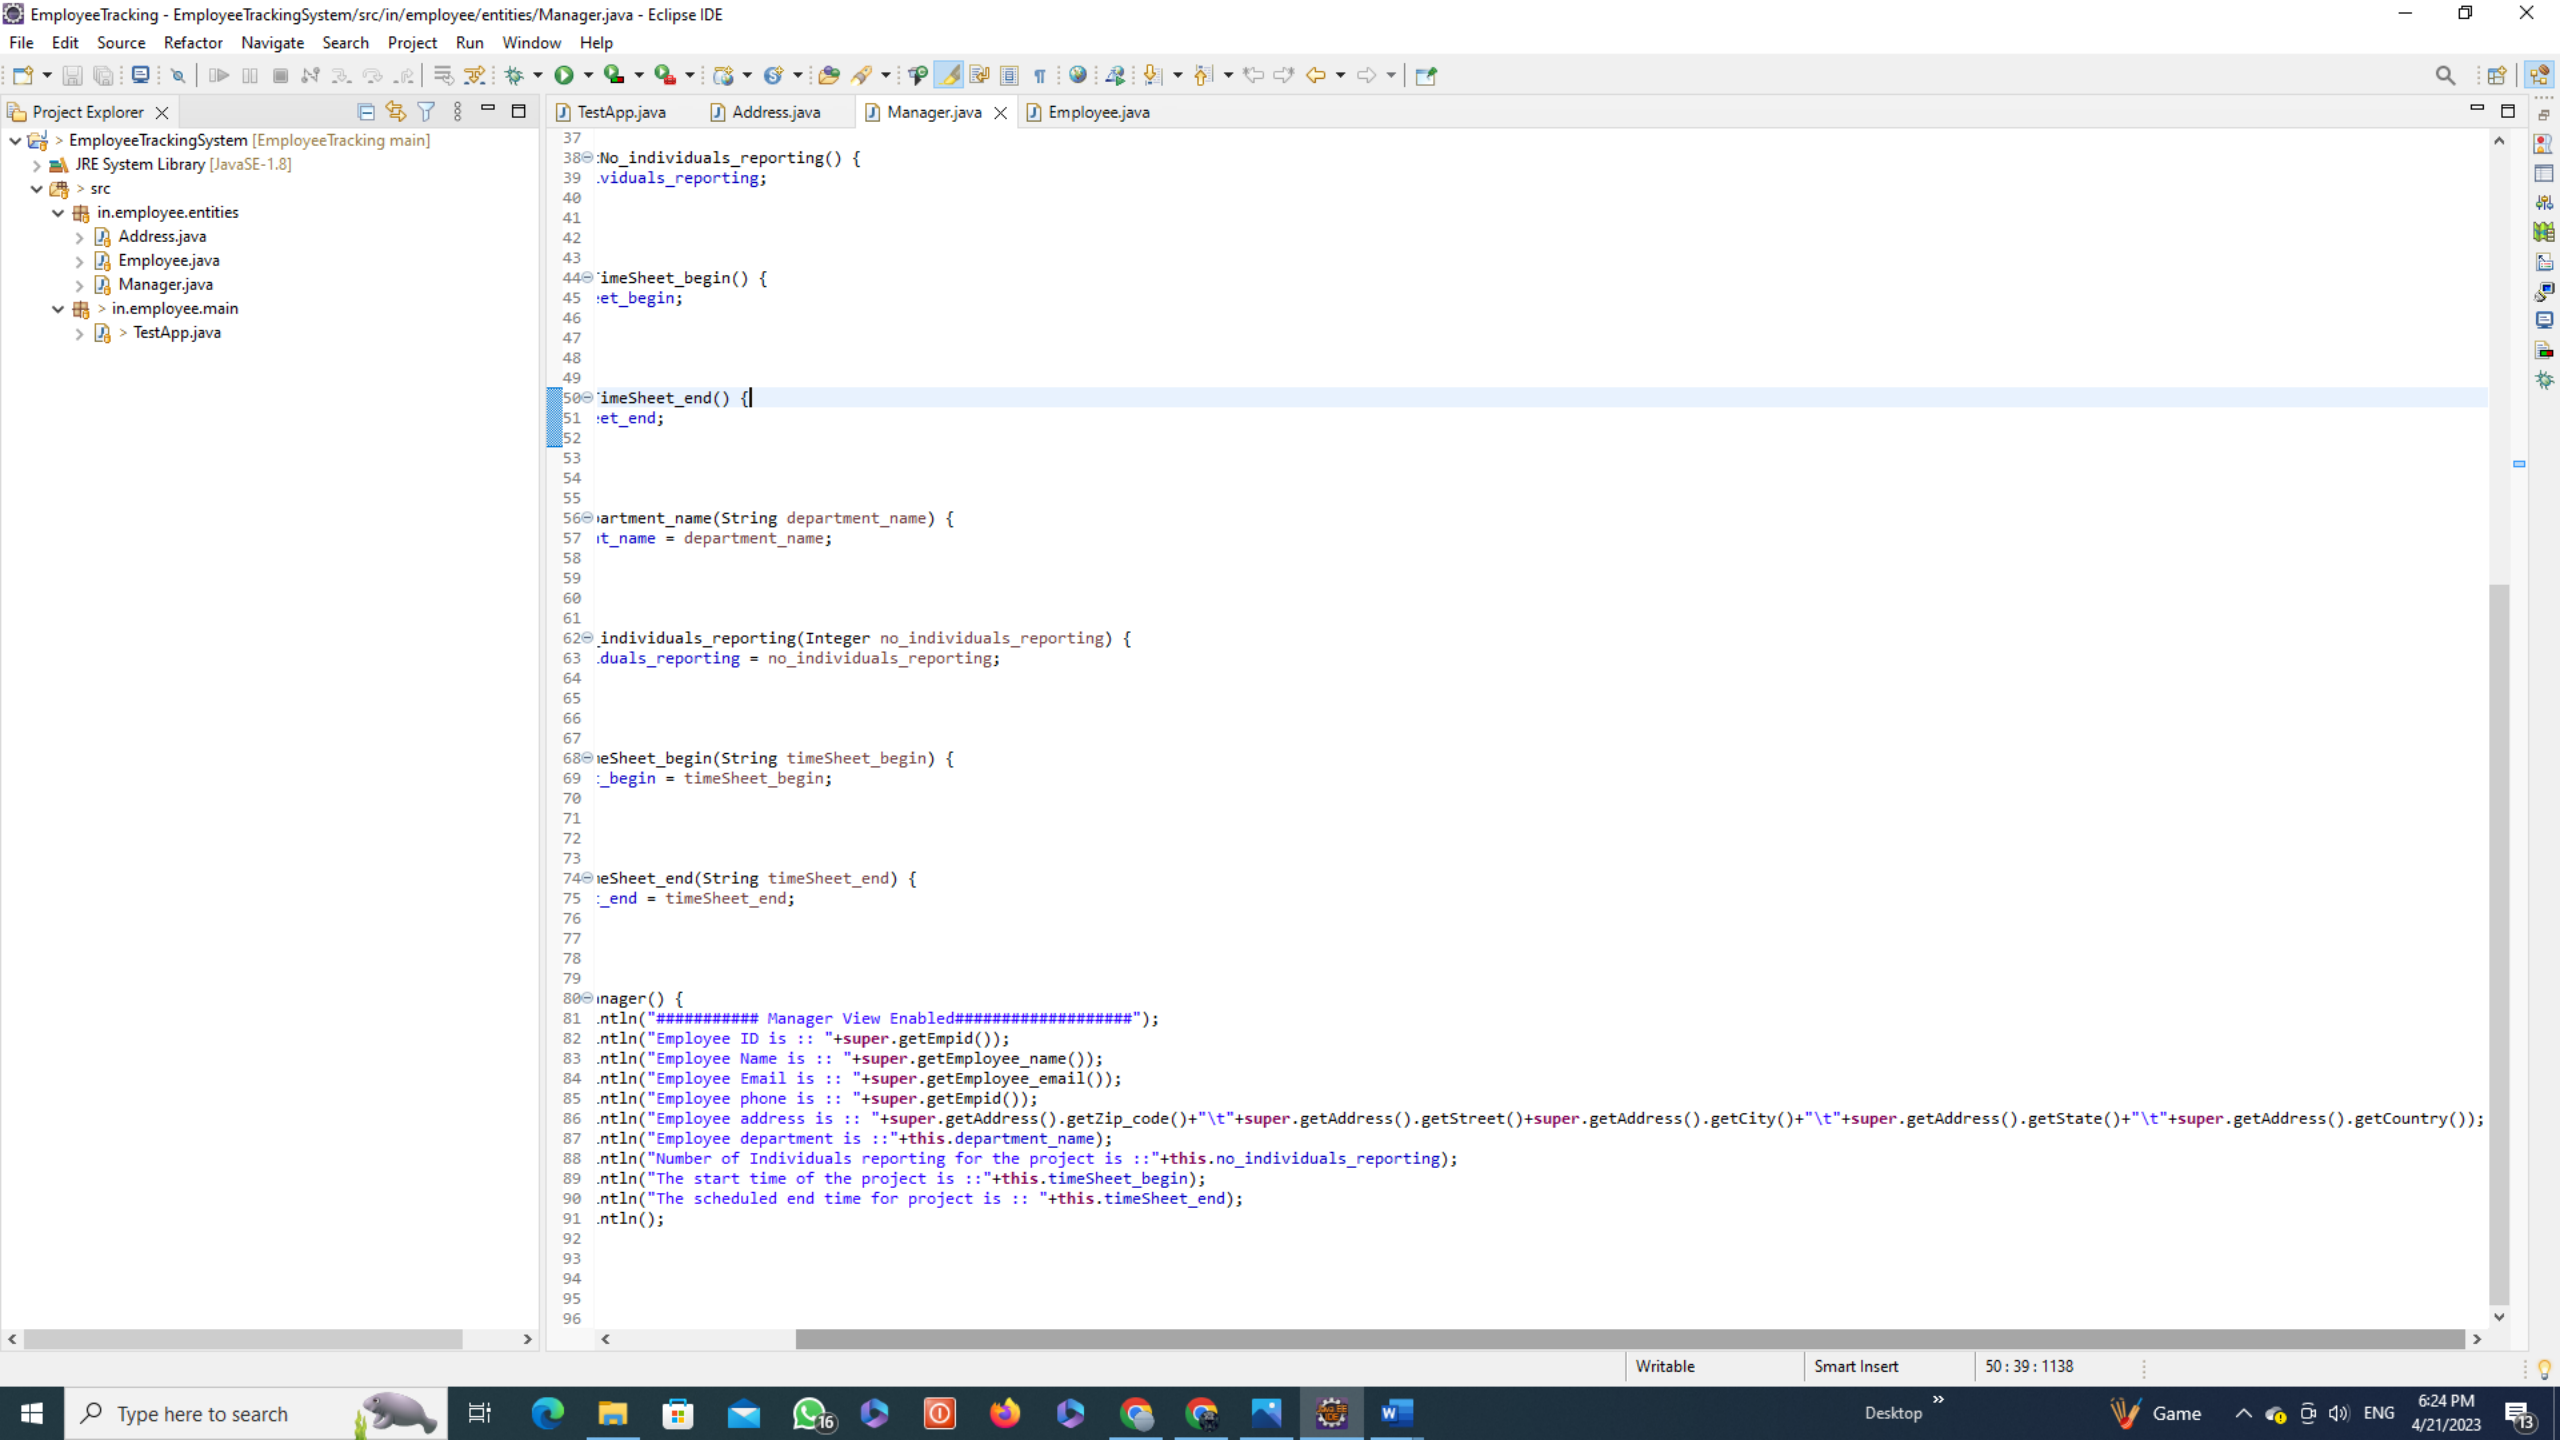 EmployeeTracking - EmployeeTrackingSystem/src/in/employee/entities/Manager.java - Eclipse IDE
File Edit Source Refactor Navigate Search Project Run Window Help
Project Explorer
TestApp.java Address.java Manager.java Employee.java
> EmployeeTrackingSystem [EmployeeTracking main]
JRE System Library [JavaSE-1.8]
> src
in.employee.entities
Address.java
Employee.java
Manager.java
> in.employee.main
> TestApp.java
37
38 :No_individuals_reporting() {
39 viduals_reporting;
40
41
42
43
44 imeSheet_begin() {
45 et_begin;
46
47
48
49
50 imeSheet_end() {
51 et_end;
52
53
54
55
56 artment_name(String department_name) {
57 t_name = department_name;
58
59
60
61
62 _individuals_reporting(Integer no_individuals_reporting) {
63 duals_reporting = no_individuals_reporting;
64
65
66
67
68 eSheet_begin(String timeSheet_begin) {
69 _begin = timeSheet_begin;
70
71
72
73
74 eSheet_end(String timeSheet_end) {
75 _end = timeSheet_end;
76
77
78
79
80 nager() {
81 ntln("########### Manager View Enabled###################");
82 ntln("Employee ID is :: "+super.getEmpid());
83 ntln("Employee Name is :: "+super.getEmployee_name());
84 ntln("Employee Email is :: "+super.getEmployee_email());
85 ntln("Employee phone is :: "+super.getEmpid());
86 ntln("Employee address is :: "+super.getAddress().getZip_code()+"\t"+super.getAddress().getStreet()+super.getAddress().getCity()+"\t"+super.getAddress().getState()+"\t"+super.getAddress().getCountry());
87 ntln("Employee department is ::"+this.department_name);
88 ntln("Number of Individuals reporting for the project is ::"+this.no_individuals_reporting);
89 ntln("The start time of the project is ::"+this.timeSheet_begin);
90 ntln("The scheduled end time for project is :: "+this.timeSheet_end);
91 ntln();
92
93
94
95
96
Writable Smart Insert 50 : 39 : 1138
Type here to search
16
Desktop
»
Game
ENG
6:24 PM
4/21/2023
13